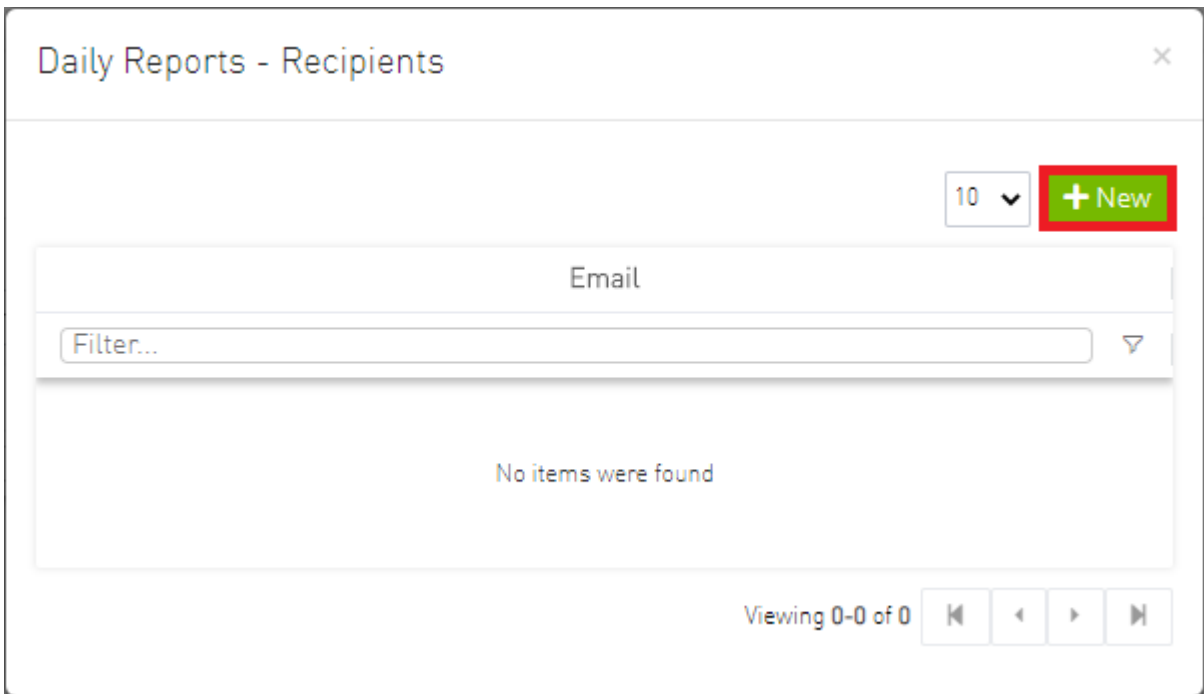 Daily Reports - Recipients
10
New
Email
Filter...
No items were found
Viewing 0-0 of 0